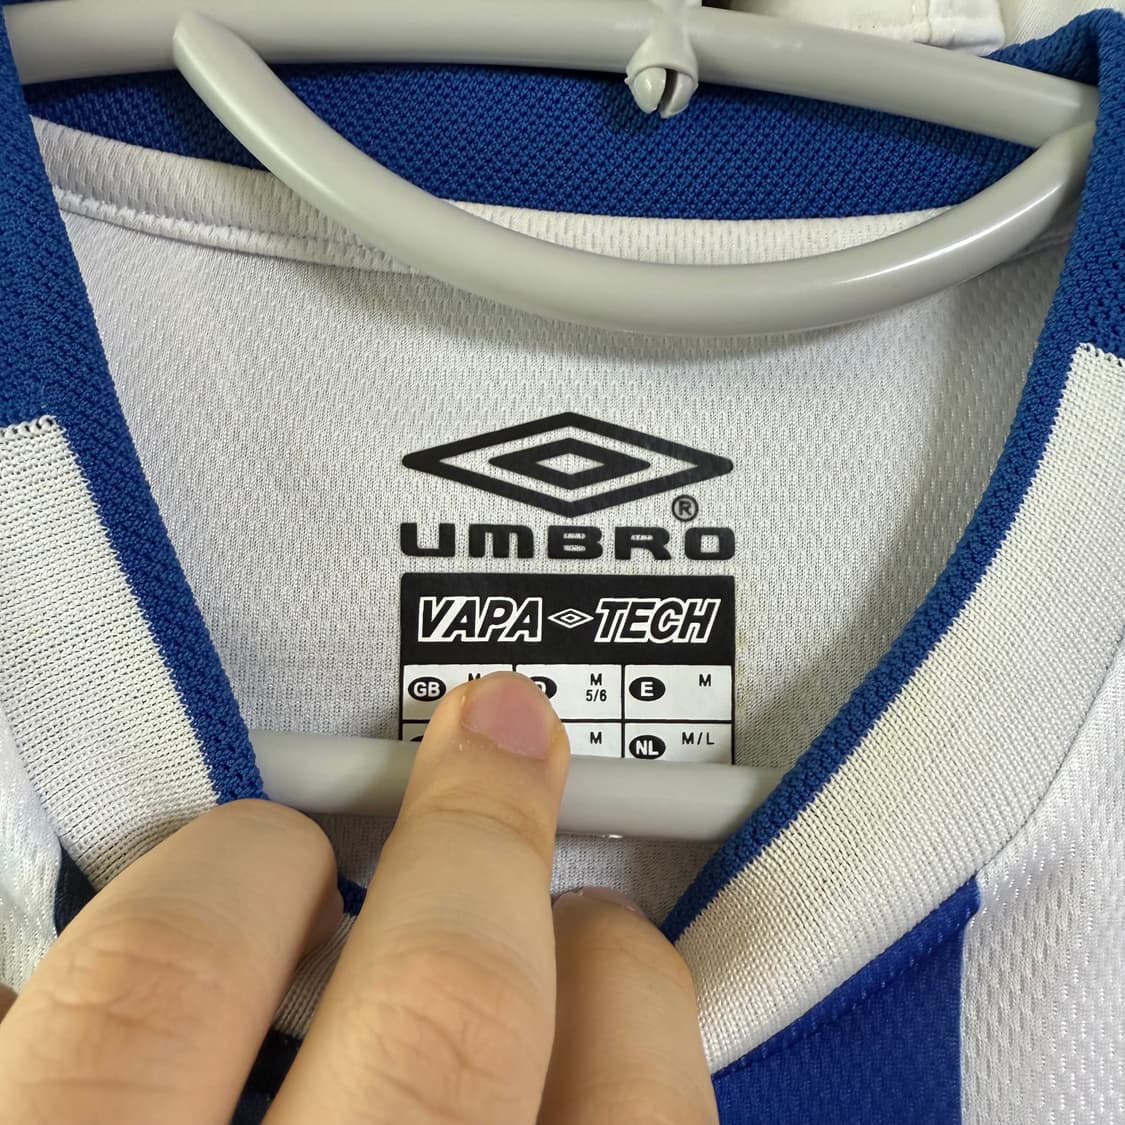 ®
UMBRO
VAPA TECH
GB M M 5/6 E M
M NL M/L